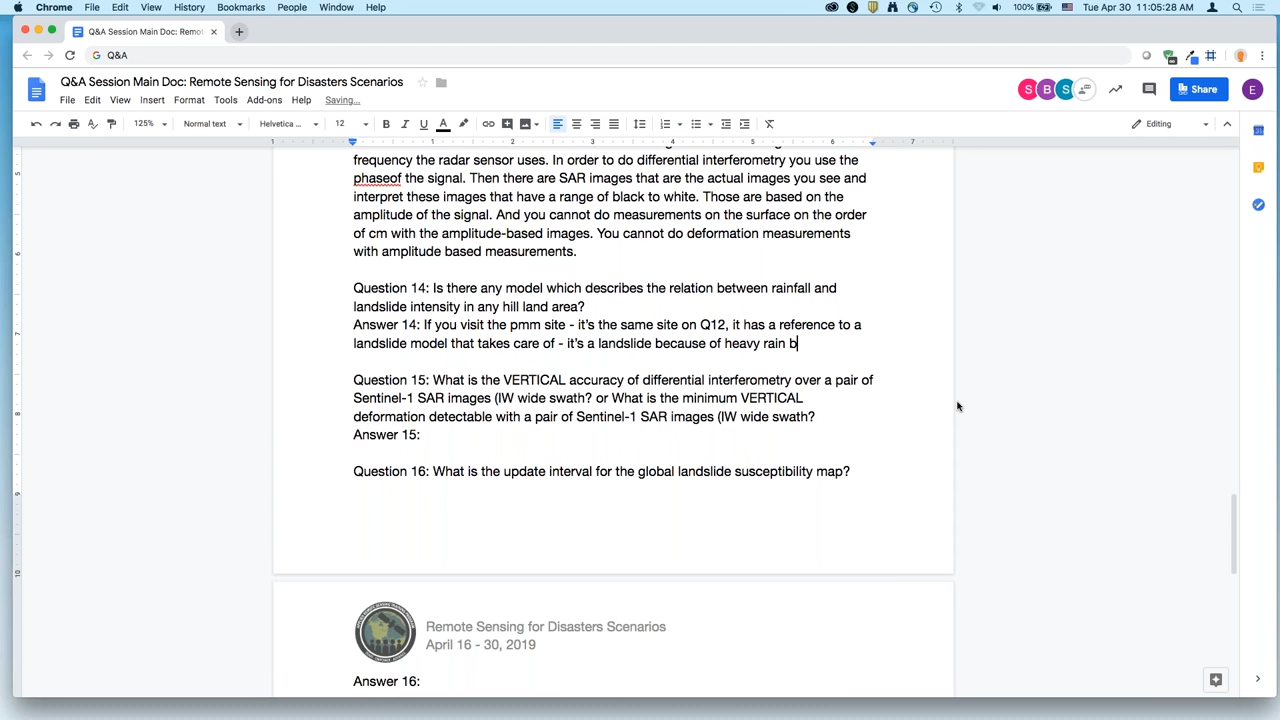 Chrome File Edit View History Bookmarks People Window Help 100% Tue Apr 30 11:05:28 AM
Q&A Session Main Doc: Remot
Q&A
Q&A Session Main Doc: Remote Sensing for Disasters Scenarios
S B S Share E
File Edit View Insert Format Tools Add-ons Help Saving...
125% Normal text Helvetica ... 12 B I U A Editing
1 1 2 3 4 5 6 7
frequency the radar sensor uses. In order to do differential interferometry you use the
phaseof the signal. Then there are SAR images that are the actual images you see and
interpret these images that have a range of black to white. Those are based on the
amplitude of the signal. And you cannot do measurements on the surface on the order
of cm with the amplitude-based images. You cannot do deformation measurements
with amplitude based measurements.
Question 14: Is there any model which describes the relation between rainfall and
landslide intensity in any hill land area?
Answer 14: If you visit the pmm site - it's the same site on Q12, it has a reference to a
landslide model that takes care of - it's a landslide because of heavy rain b
Question 15: What is the VERTICAL accuracy of differential interferometry over a pair of
Sentinel-1 SAR images (IW wide swath? or What is the minimum VERTICAL
deformation detectable with a pair of Sentinel-1 SAR images (IW wide swath?
Answer 15:
Question 16: What is the update interval for the global landslide susceptibility map?
Remote Sensing for Disasters Scenarios
April 16 - 30, 2019
Answer 16: